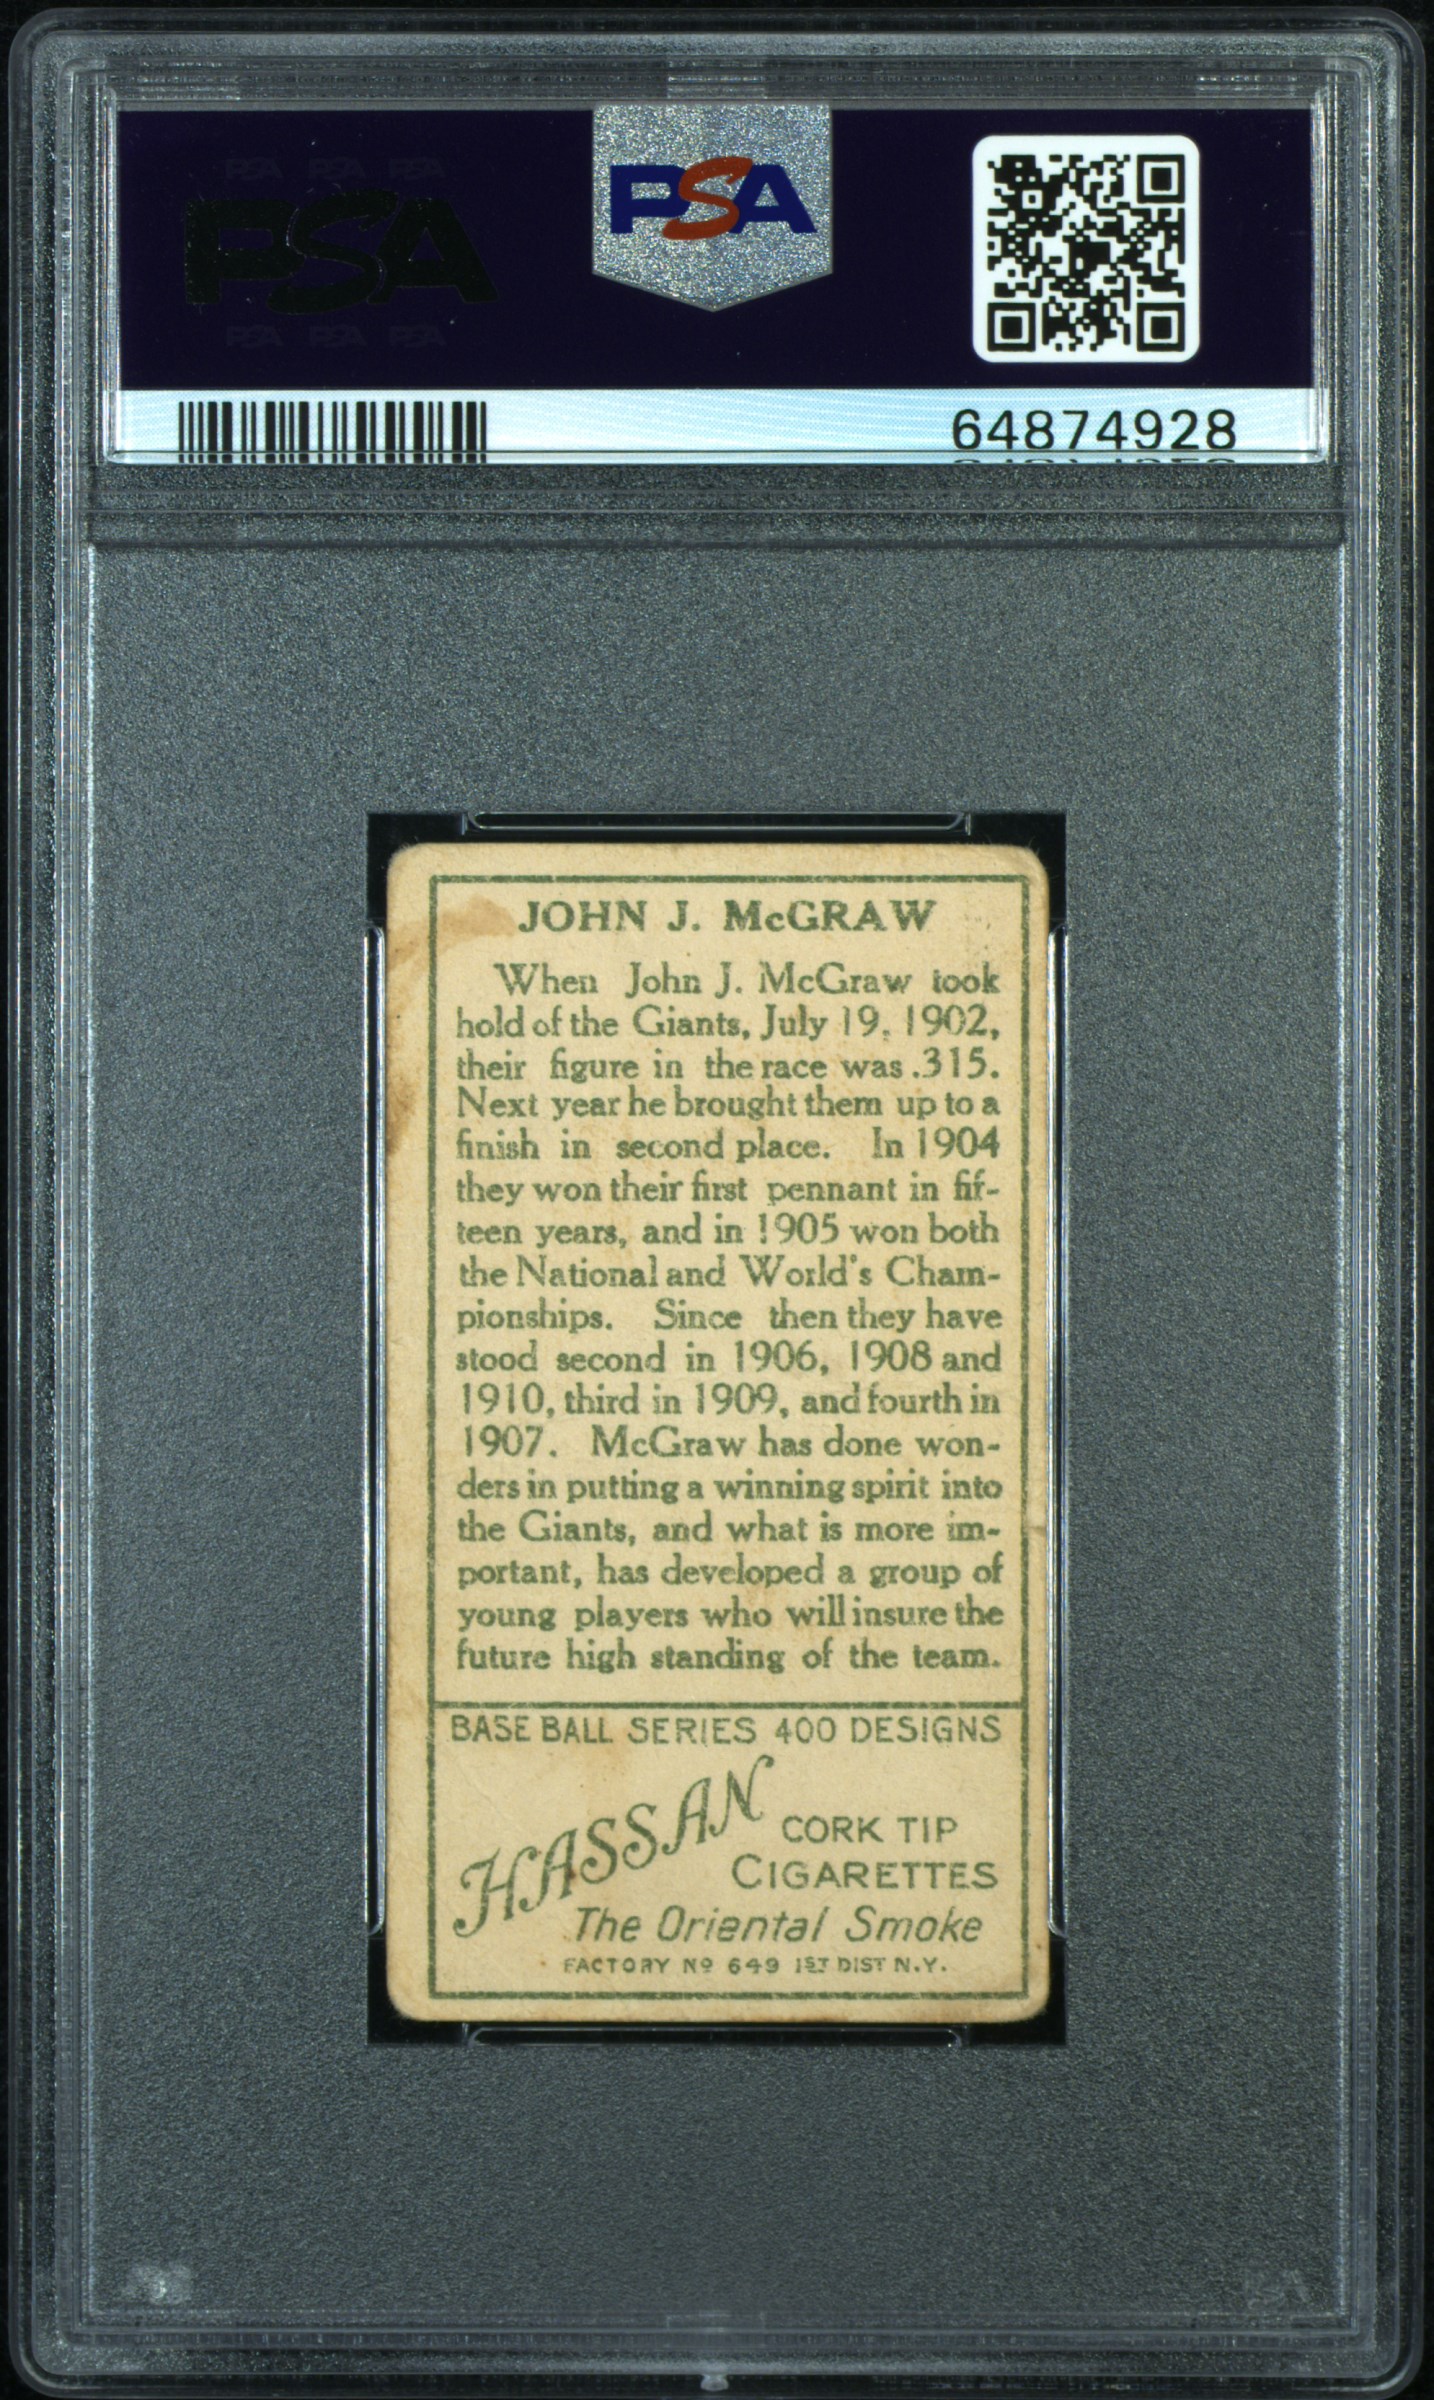 PSA PSA PSA
PSA
PSA PSA PSA
PSA
64874928
JOHN J. McGRAW
When John J. McGraw took
hold of the Giants, July 19, 1902,
their figure in the race was .315.
Next year he brought them up to a
finish in second place. In 1904
they won their first pennant in fif-
teen years, and in 1905 won both
the National and World's Cham-
pionships. Since then they have
stood second in 1906, 1908 and
1910, third in 1909, and fourth in
1907. McGraw has done won-
ders in putting a winning spirit into
the Giants, and what is more im-
portant, has developed a group of
young players who will insure the
future high standing of the team.
BASE BALL SERIES 400 DESIGNS
HASSAN CORK TIP
CIGARETTES
The Oriental Smoke
FACTORY Nº 649 1ST DIST N.Y.